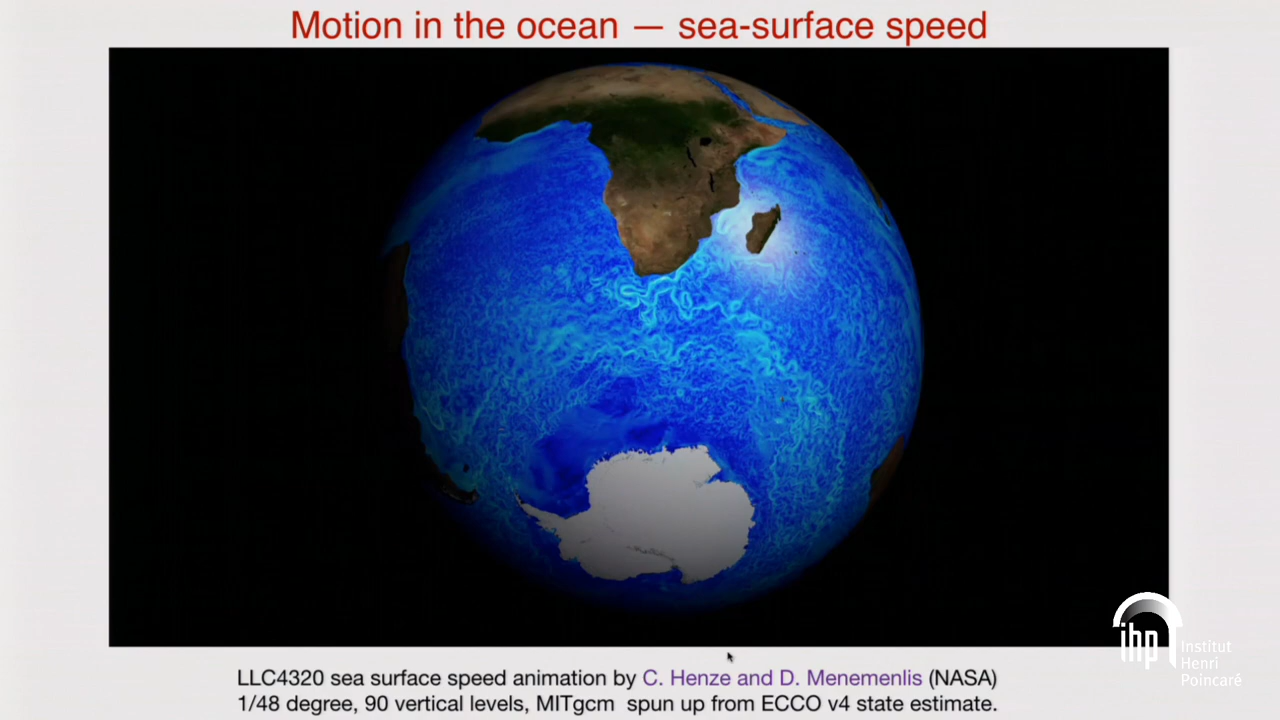 Motion in the ocean — sea-surface speed
ihp
Institut
Henri
Poincaré
LLC4320 sea surface speed animation by C. Henze and D. Menemenlis (NASA)
1/48 degree, 90 vertical levels, MITgcm spun up from ECCO v4 state estimate.